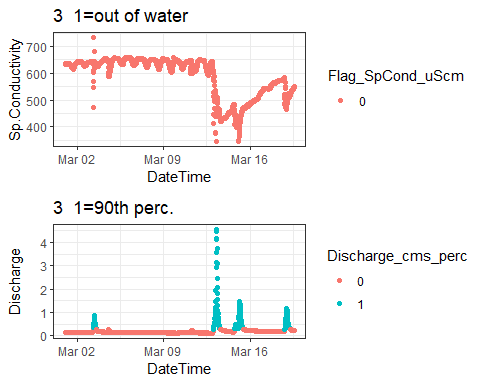 3  1=out of water
Sp.Conductivity
700
600
500
400
Mar 02 Mar 09 Mar 16
DateTime
Flag_SpCond_uScm
0
3  1=90th perc.
Discharge
4
3
2
1
0
Mar 02 Mar 09 Mar 16
DateTime
Discharge_cms_perc
0
1